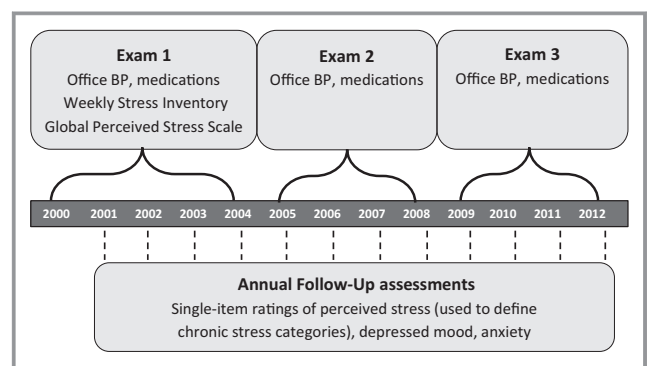 Exam 1
Office BP, medications
Weekly Stress Inventory
Global Perceived Stress Scale
Exam 2
Office BP, medications
Exam 3
Office BP, medications
2000 2001 2002 2003 2004 2005 2006 2007 2008 2009 2010 2011 2012
Annual Follow-Up assessments
Single-item ratings of perceived stress (used to define
chronic stress categories), depressed mood, anxiety